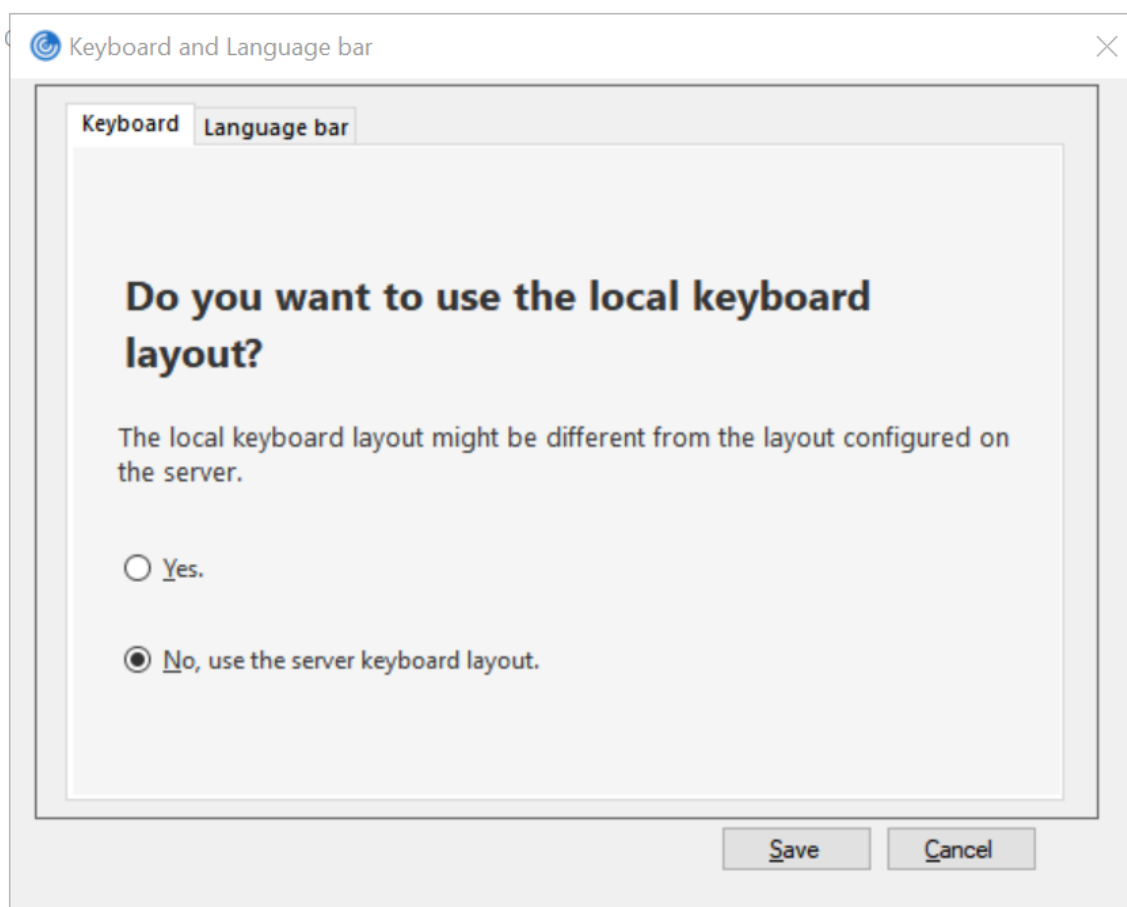 Keyboard and Language bar
Keyboard
Language bar
Do you want to use the local keyboard
layout?
The local keyboard layout might be different from the layout configured on
the server.
Yes.
No, use the server keyboard layout.
Save
Cancel